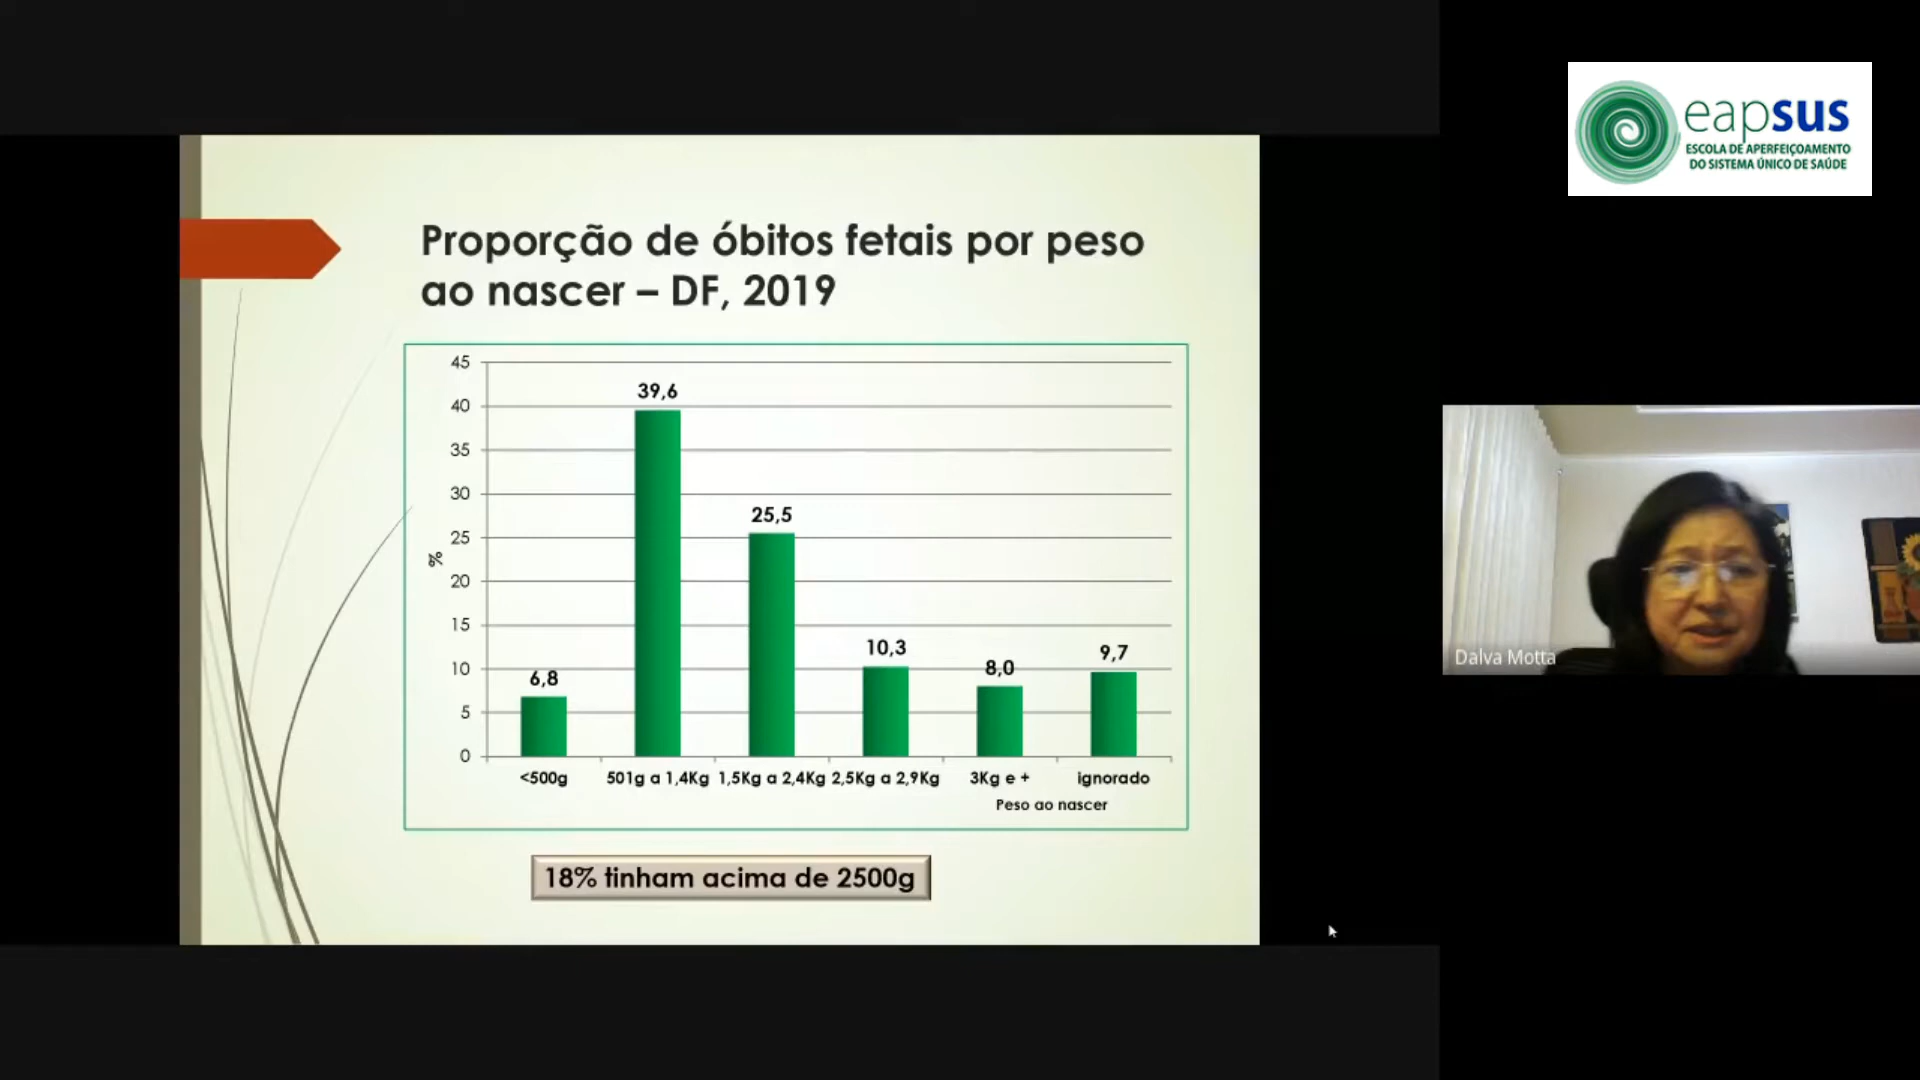 eapsus
ESCOLA DE APERFEIÇOAMENTO
DO SISTEMA ÚNICO DE SAÚDE
Proporção de óbitos fetais por peso
ao nascer – DF, 2019
45
40
35
30
25
20
15
10
5
0
%
6,8
39,6
25,5
10,3
8,0
9,7
<500g
501g a 1,4Kg
1,5Kg a 2,4Kg
2,5Kg a 2,9Kg
3Kg e +
ignorado
Peso ao nascer
18% tinham acima de 2500g
Dalva Motta